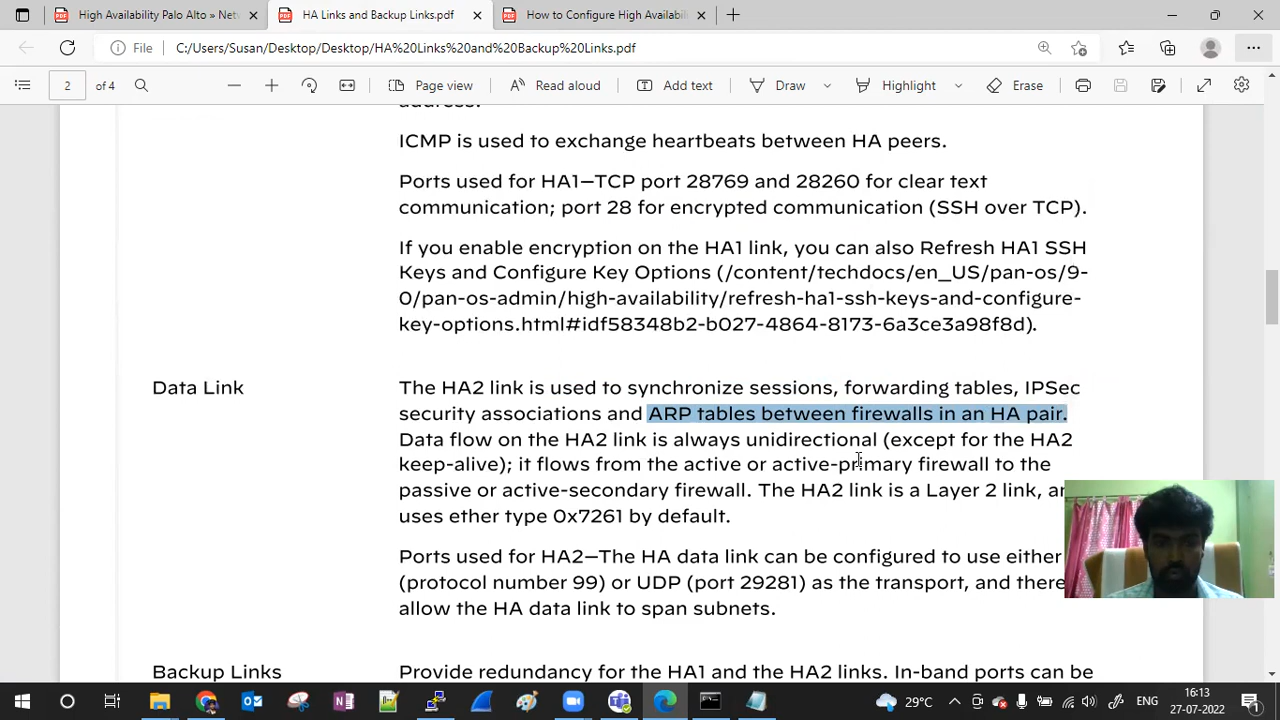 High Availability Palo Alto » Net
HA Links and Backup Links.pdf
How to Configure High Availabili
File
C:/Users/Susan/Desktop/Desktop/HA%20Links%20and%20Backup%20Links.pdf
2
of 4
Page view
Read aloud
Add text
Draw
Highlight
Erase
address.
ICMP is used to exchange heartbeats between HA peers.
Ports used for HA1—TCP port 28769 and 28260 for clear text
communication; port 28 for encrypted communication (SSH over TCP).
If you enable encryption on the HA1 link, you can also Refresh HA1 SSH
Keys and Configure Key Options (/content/techdocs/en_US/pan-os/9-
0/pan-os-admin/high-availability/refresh-ha1-ssh-keys-and-configure-
key-options.html#idf58348b2-b027-4864-8173-6a3ce3a98f8d).
Data Link
The HA2 link is used to synchronize sessions, forwarding tables, IPSec
security associations and ARP tables between firewalls in an HA pair.
Data flow on the HA2 link is always unidirectional (except for the HA2
keep-alive); it flows from the active or active-primary firewall to the
passive or active-secondary firewall. The HA2 link is a Layer 2 link, an
uses ether type 0x7261 by default.
Ports used for HA2—The HA data link can be configured to use either
(protocol number 99) or UDP (port 29281) as the transport, and there
allow the HA data link to span subnets.
Backup Links
Provide redundancy for the HA1 and the HA2 links. In-band ports can be
29°C
ENG
16:13
27-07-2022